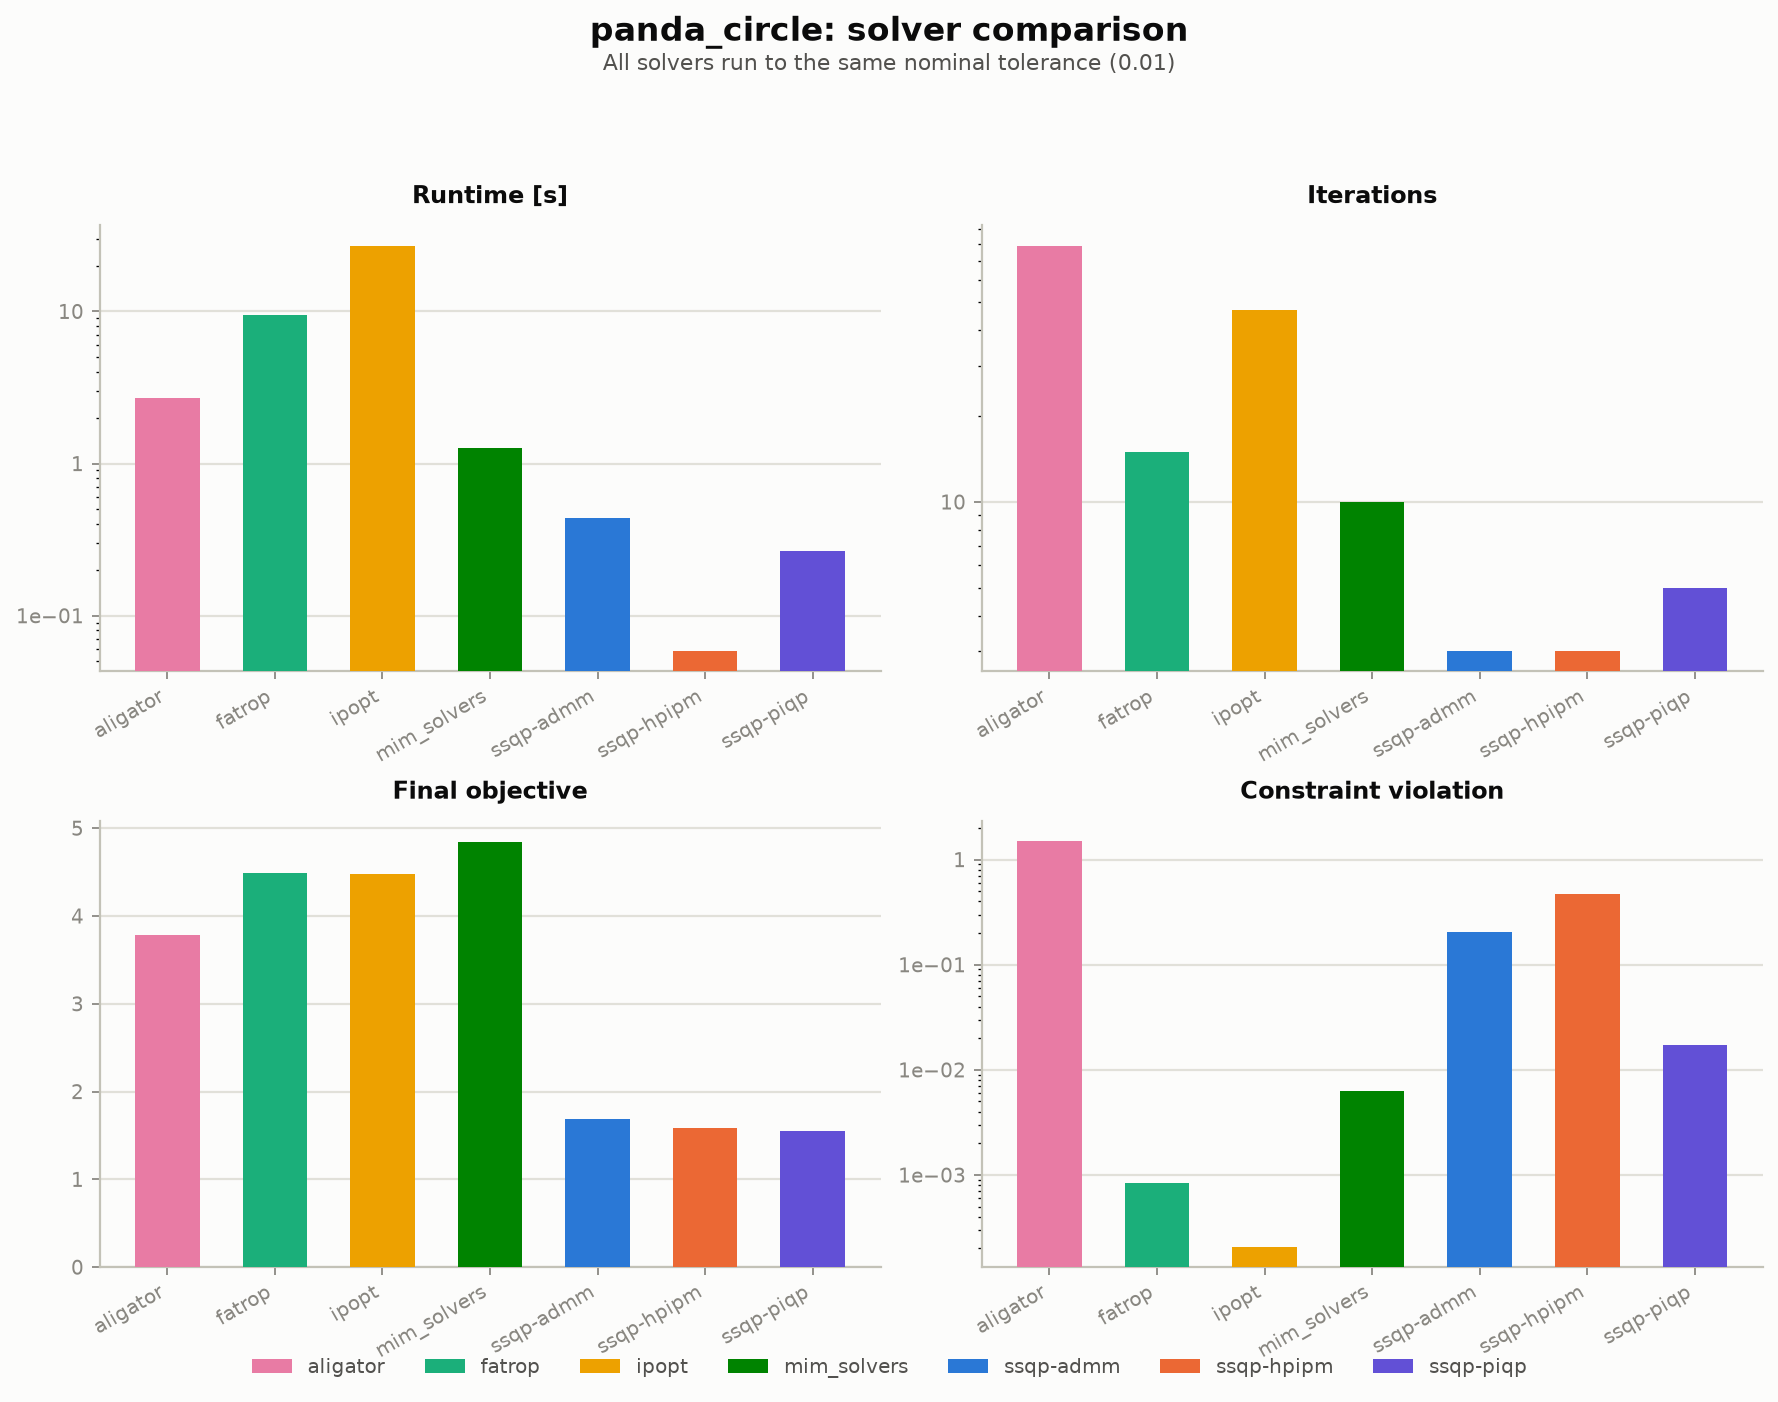 panda_circle: solver comparison
All solvers run to the same nominal tolerance (0.01)
Runtime [s]
10
1
1e−01
aligator
fatrop
ipopt
mim_solvers
ssqp-admm
ssqp-hpipm
ssqp-piqp
Iterations
10
aligator
fatrop
ipopt
mim_solvers
ssqp-admm
ssqp-hpipm
ssqp-piqp
Final objective
5
4
3
2
1
0
aligator
fatrop
ipopt
mim_solvers
ssqp-admm
ssqp-hpipm
ssqp-piqp
Constraint violation
1
1e−01
1e−02
1e−03
aligator
fatrop
ipopt
mim_solvers
ssqp-admm
ssqp-hpipm
ssqp-piqp
aligator fatrop ipopt mim_solvers ssqp-admm ssqp-hpipm ssqp-piqp